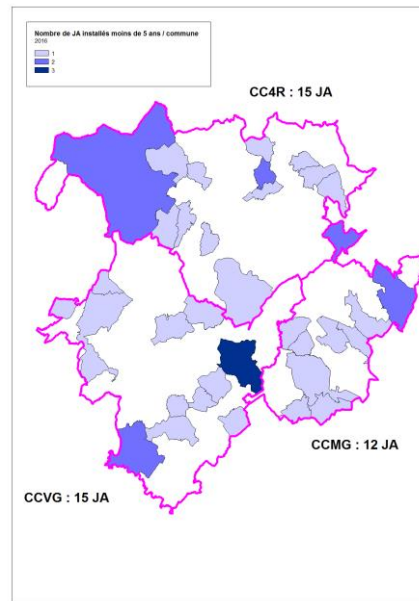 Nombre de JA installés moins de 5 ans / commune
2016
1
2
3
CC4R : 15 JA
CCMG : 12 JA
CCVG : 15 JA